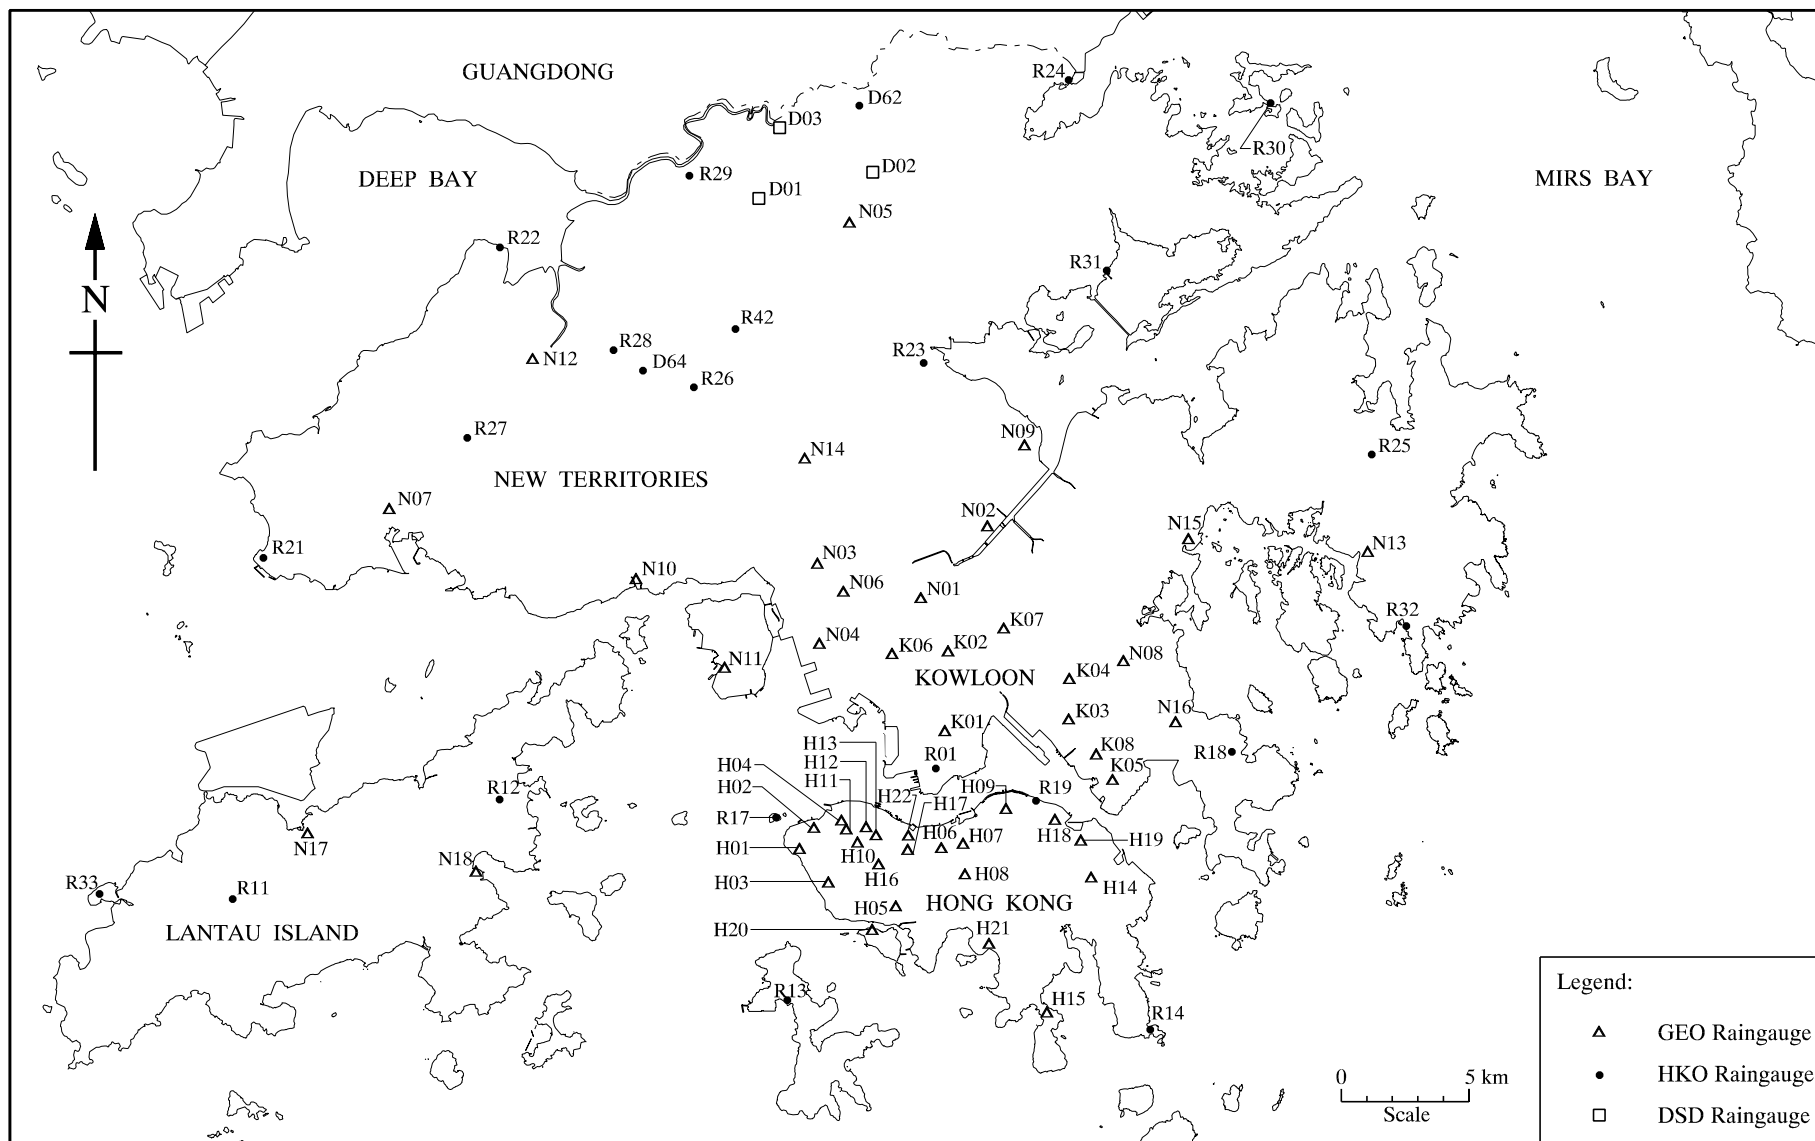 GUANGDONG
R24
D62
D03
R30
R29
D02
DEEP BAY
D01
MIRS BAY
N05
R22
R31
N
R42
R28
D64
N12
R23
R26
R27
N09
R25
N14
NEW TERRITORIES
N07
N02
N15
R21
N13
N03
N10
N06
N01
R32
K07
N04
K06
K02
N11
N08
KOWLOON
K04
N16
K03
K01
H13
R01
K08
R18
H04
H12
K05
H11
H02
H09
R19
R12
H22
H17
R17
H06
H07
H18
H19
N17
H01
H10
N18
H16
H08
R33
R11
H03
H14
H05
HONG KONG
LANTAU ISLAND
H20
H21
R13
H15
R14
Legend:
GEO Raingauge
HKO Raingauge
DSD Raingauge
0
5 km
Scale